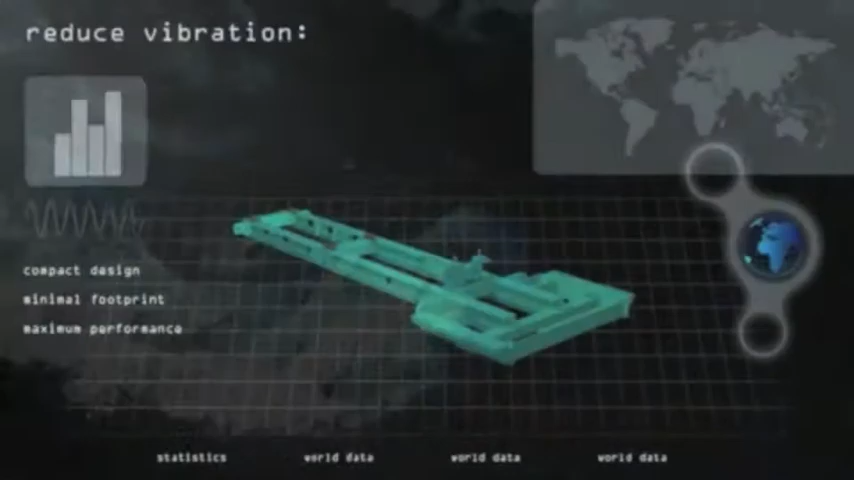 reduce vibration:
compact design
minimal footprint
maximum performance
statistics world data world data world data